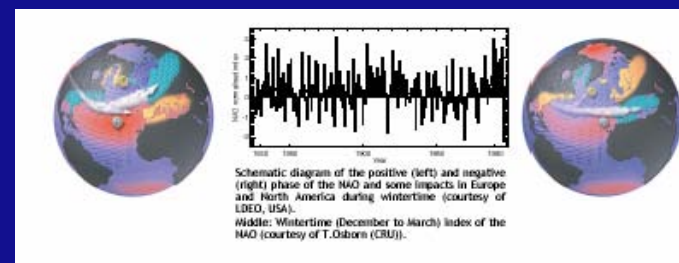 NAO
Year
Schematic diagram of the positive (left) and negative
(right) phase of the NAO and some impacts in Europe
and North America during wintertime (courtesy of
LDEO, USA).
Middle: Wintertime (December to March) index of the
NAO (courtesy of T.Osborn (CRU)).